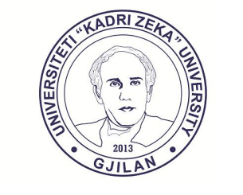 UNIVERSITETI "KADRI ZEKA" UNIVERSITY
2013
• GJILAN •